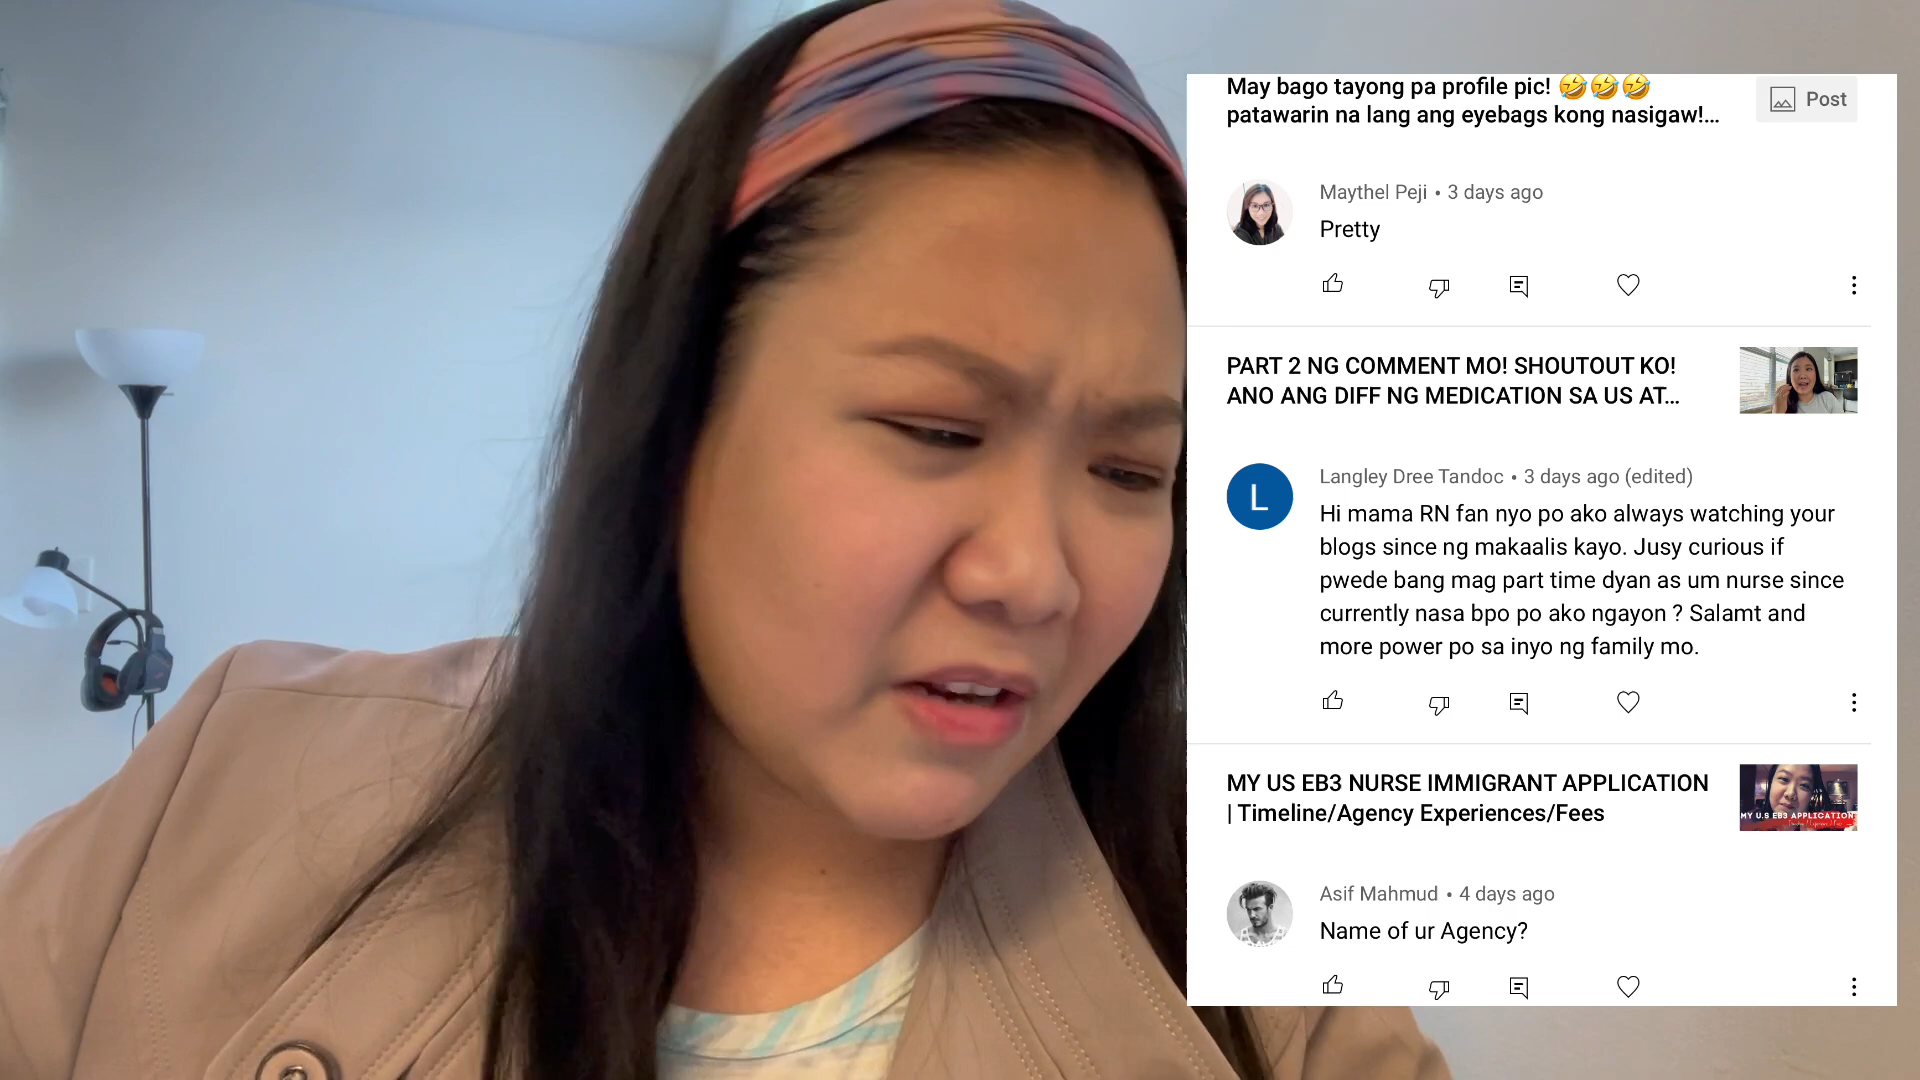 May bago tayong pa profile pic! 🤣🤣🤣
patawarin na lang ang eyebags kong nasigaw!...
Post
Maythel Peji • 3 days ago
Pretty
PART 2 NG COMMENT MO! SHOUTOUT KO!
ANO ANG DIFF NG MEDICATION SA US AT...
L
Langley Dree Tandoc • 3 days ago (edited)
Hi mama RN fan nyo po ako always watching your
blogs since ng makaalis kayo. Jusy curious if
pwede bang mag part time dyan as um nurse since
currently nasa bpo po ako ngayon ? Salamt and
more power po sa inyo ng family mo.
MY US EB3 NURSE IMMIGRANT APPLICATION
| Timeline/Agency Experiences/Fees
MY U.S EB3 APPLICATION
Asif Mahmud • 4 days ago
Name of ur Agency?